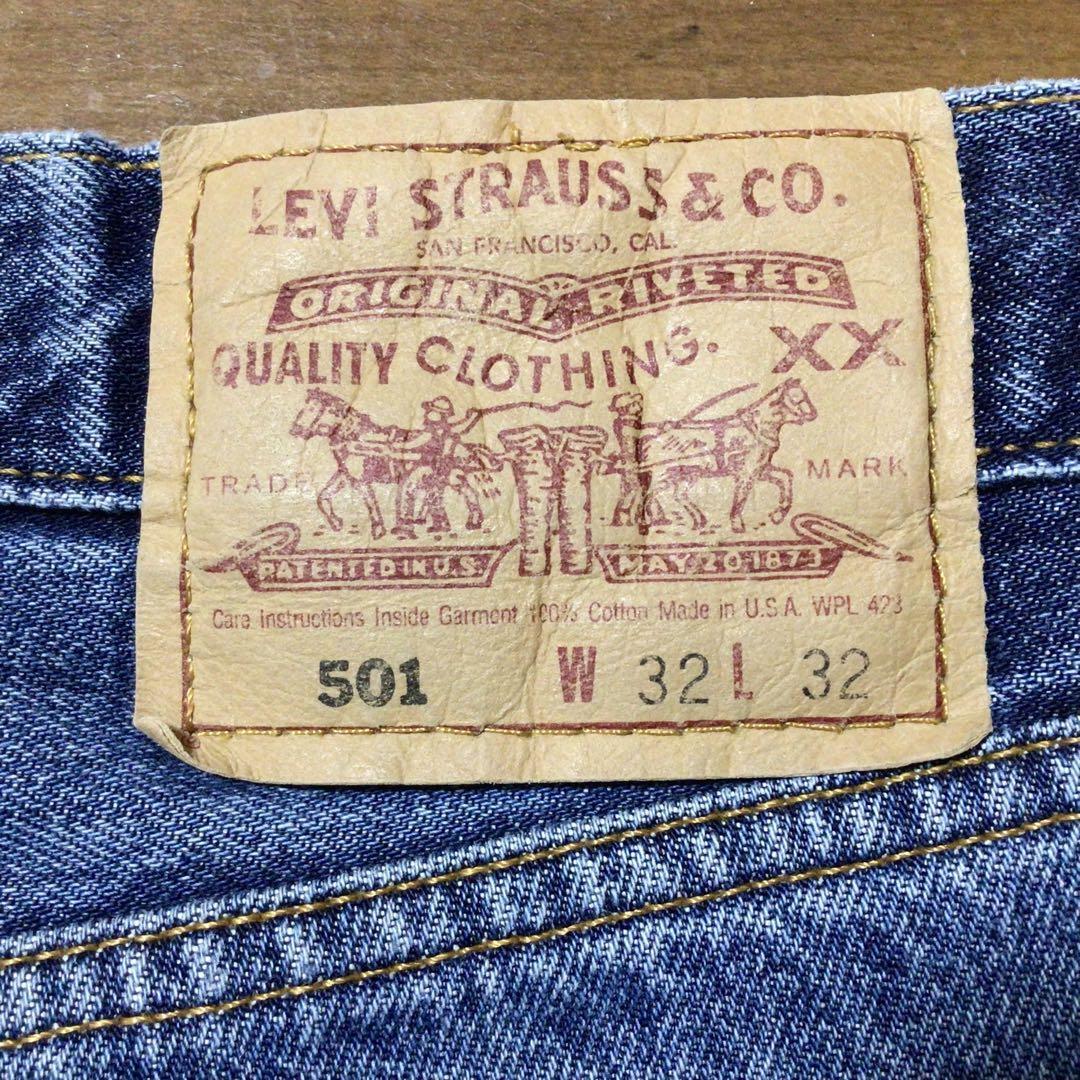 LEVI STRAUSS & CO.
SAN FRANCISCO, CAL.
ORIGINAL RIVETED
QUALITY CLOTHING. XX
TRADE MARK
PATENTED IN U.S. MAY 20 1873
Care Instructions Inside Garment 100% Cotton Made in U.S.A. WPL 423
501 W 32 L 32